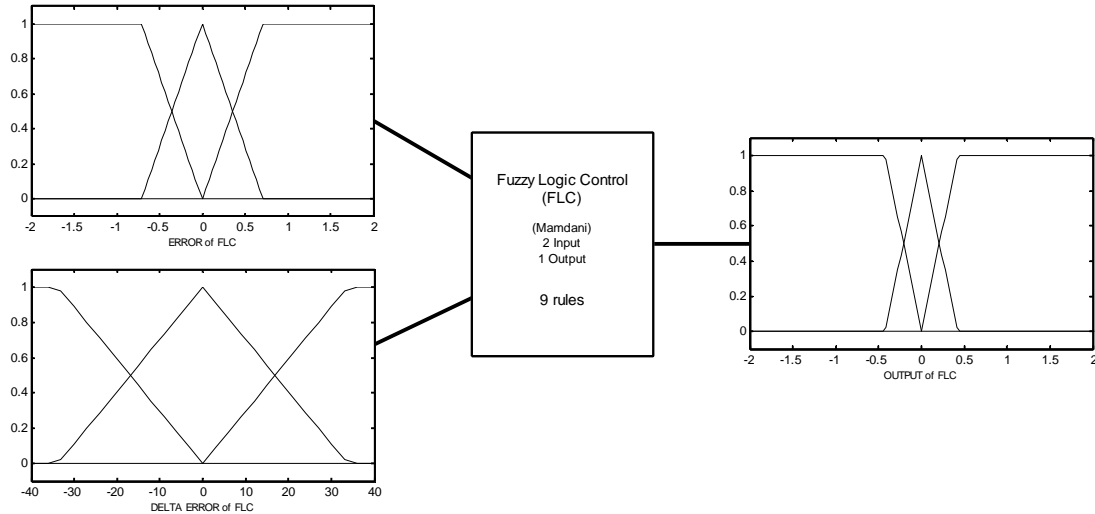 1
0.8
0.6
0.4
0.2
0
-2 -1.5 -1 -0.5 0 0.5 1 1.5 2
ERROR of FLC
1
0.8
0.6
0.4
0.2
0
-40 -30 -20 -10 0 10 20 30 40
DELTA ERROR of FLC
Fuzzy Logic Control
(FLC)
(Mamdani)
2 Input
1 Output
9 rules
1
0.8
0.6
0.4
0.2
0
-2 -1.5 -1 -0.5 0 0.5 1 1.5 2
OUTPUT of FLC